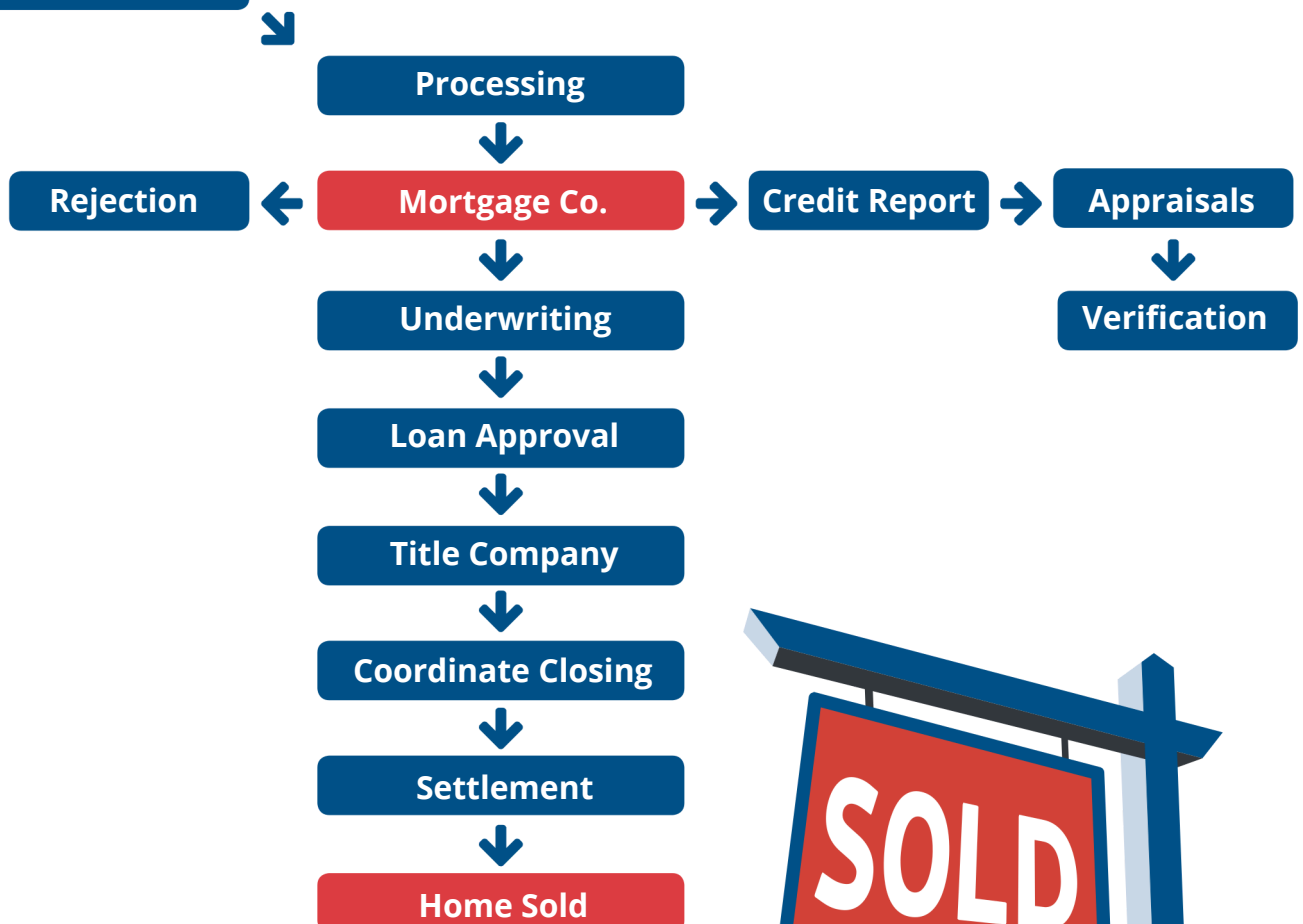 Processing
Rejection
Mortgage Co.
Credit Report
Appraisals
Underwriting
Verification
Loan Approval
Title Company
Coordinate Closing
Settlement
Home Sold
SOLD